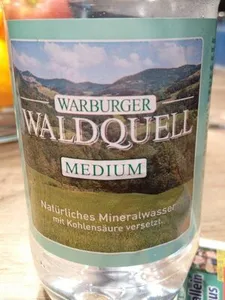 WARBURGER
WALDQUELL
MEDIUM
Natürliches Mineralwasser
mit Kohlensäure versetzt